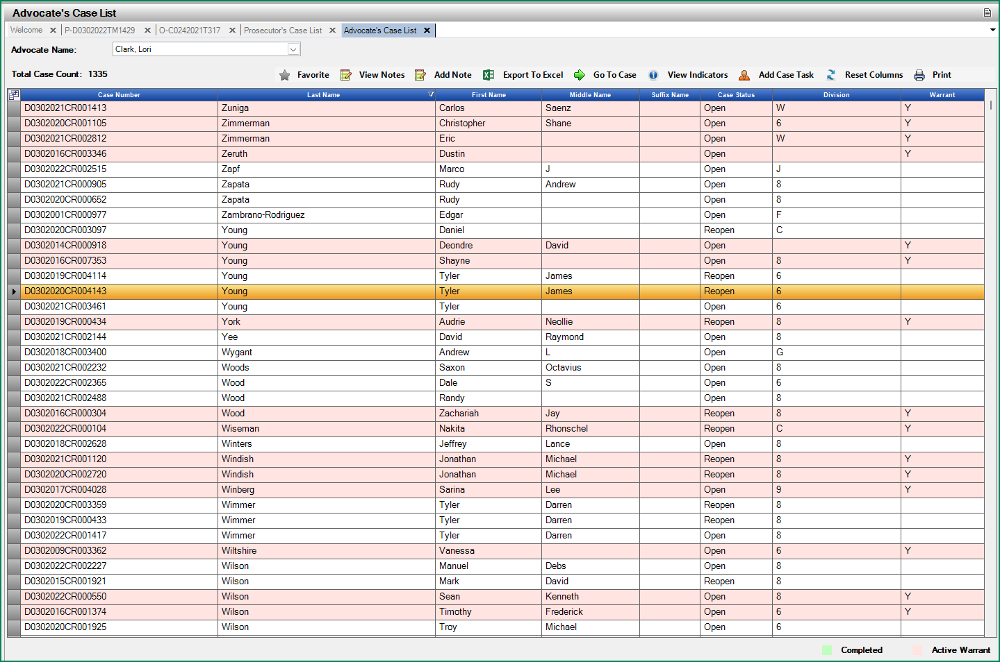 Advocate's Case List
Welcome P-D0302022TM1429 O-C0242021T317 Prosecutor's Case List Advocate's Case List
Advocate Name: Clark, Lori
Total Case Count: 1335 Favorite View Notes Add Note Export To Excel Go To Case View Indicators Add Case Task Reset Columns Print
Case Number Last Name First Name Middle Name Suffix Name Case Status Division Warrant
D0302021CR001413 Zuniga Carlos Saenz Open W Y
D0302020CR001105 Zimmerman Christopher Shane Open 6 Y
D0302021CR002812 Zimmerman Eric Open W Y
D0302016CR003346 Zeruth Dustin Open Y
D0302022CR002515 Zapf Marco J Open J
D0302021CR000905 Zapata Rudy Andrew Open 8
D0302020CR000652 Zapata Rudy Open 8
D0302001CR000977 Zambrano-Rodriguez Edgar Open F
D0302020CR003097 Young Daniel Reopen C
D0302014CR000918 Young Deondre David Open Y
D0302016CR007353 Young Shayne Open 8 Y
D0302019CR004114 Young Tyler James Reopen 6
D0302020CR004143 Young Tyler James Reopen 6
D0302021CR003461 Young Tyler Open 6
D0302019CR000434 York Audrie Neollie Reopen 8 Y
D0302021CR002144 Yee David Raymond Open 8
D0302018CR003400 Wygant Andrew L Open G
D0302021CR002232 Woods Saxon Octavius Open 8
D0302022CR002365 Wood Dale S Open 6
D0302021CR002488 Wood Randy Open 8
D0302016CR000304 Wood Zachariah Jay Reopen 8 Y
D0302022CR000104 Wiseman Nakita Rhonschel Reopen C Y
D0302018CR002628 Winters Jeffrey Lance Open 8
D0302021CR001120 Windish Jonathan Michael Reopen 8 Y
D0302020CR002720 Windish Jonathan Michael Reopen 8 Y
D0302017CR004028 Winberg Sarina Lee Open 9 Y
D0302020CR003359 Wimmer Tyler Darren Reopen 8
D0302019CR000433 Wimmer Tyler Darren Reopen 8
D0302022CR001417 Wimmer Tyler Darren Open 8
D0302009CR003362 Wiltshire Vanessa Open 6 Y
D0302022CR002227 Wilson Manuel Debs Open 8
D0302015CR001921 Wilson Mark David Reopen 8
D0302022CR000550 Wilson Sean Kenneth Open 8 Y
D0302016CR001374 Wilson Timothy Frederick Open 6 Y
D0302020CR001925 Wilson Troy Michael Open 6
Completed Active Warrant